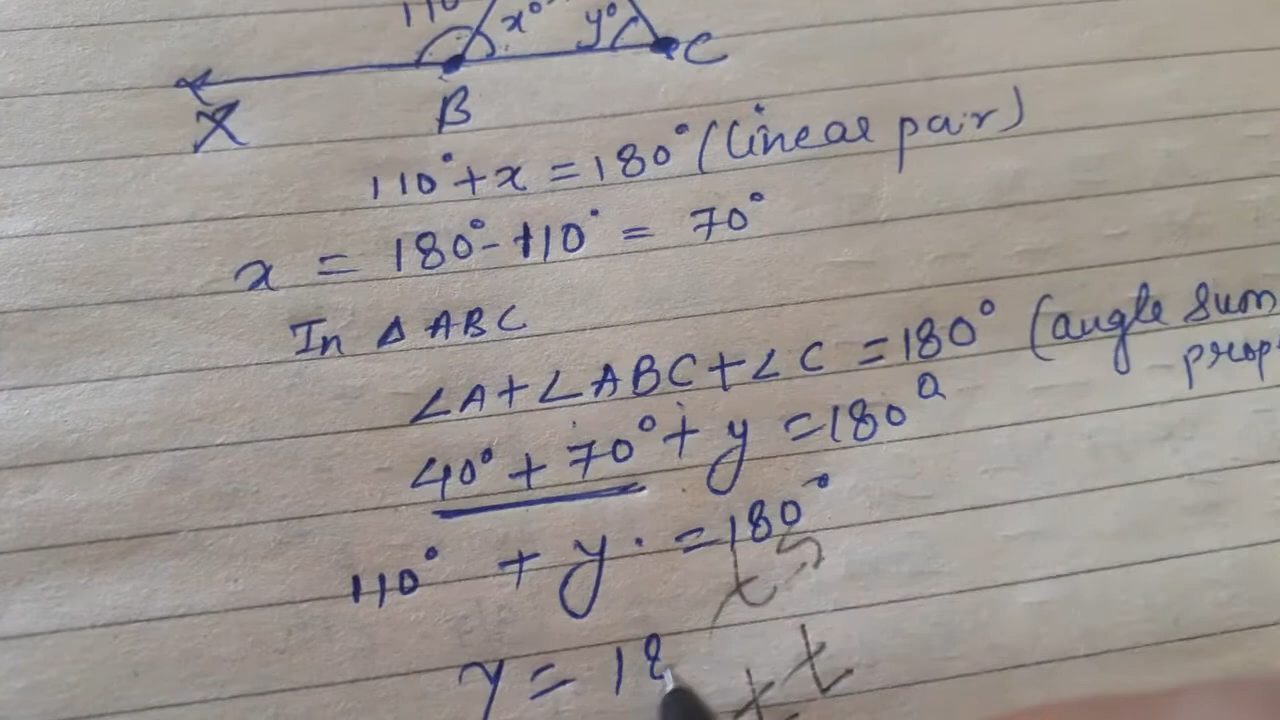 110
x° y° C
X B
110° + x = 180° (linear pair)
x = 180° - 110° = 70°
In Δ ABC
∠A + ∠ABC + ∠C = 180° (angle sum
prop
40° + 70° + y = 180°
110° + y = 180°
y = 18